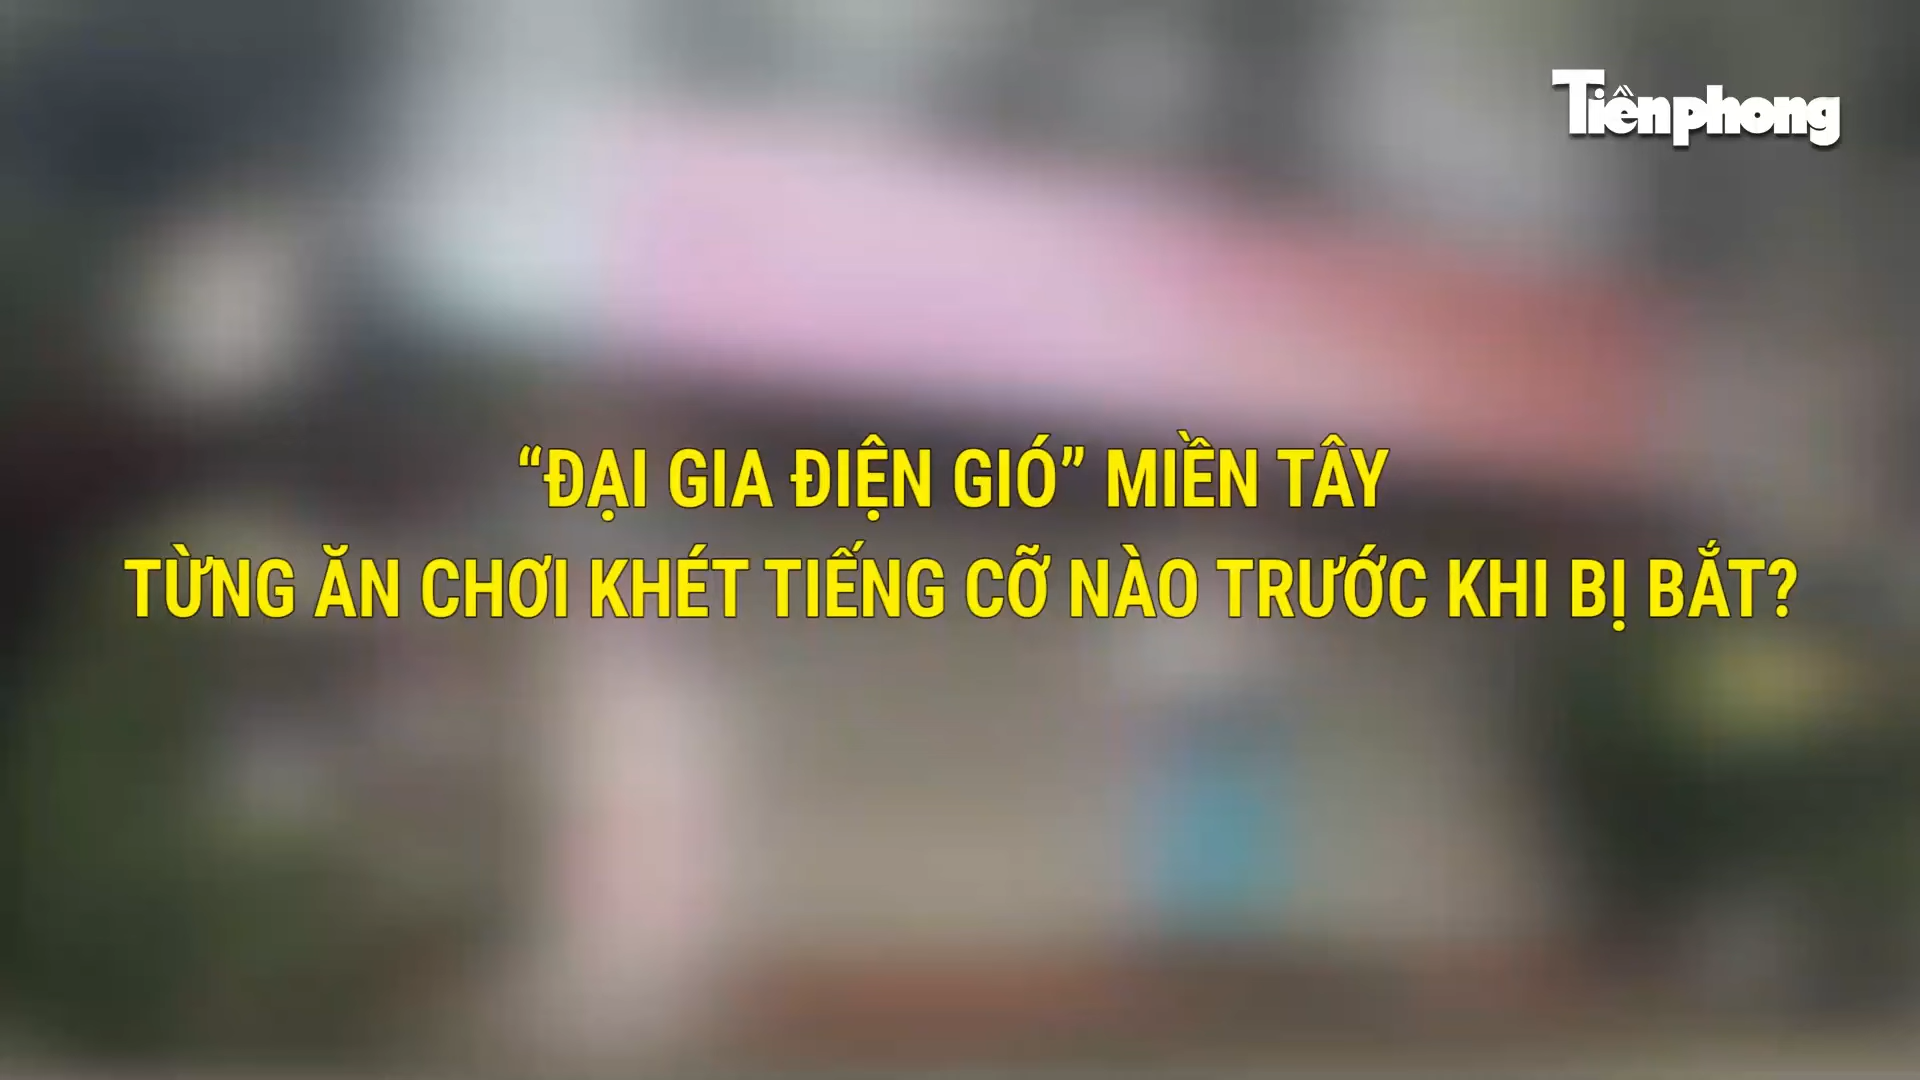 Tiềnphong
“ĐẠI GIA ĐIỆN GIÓ” MIỀN TÂY
TỪNG ĂN CHƠI KHÉT TIẾNG CỠ NÀO TRƯỚC KHI BỊ BẮT?